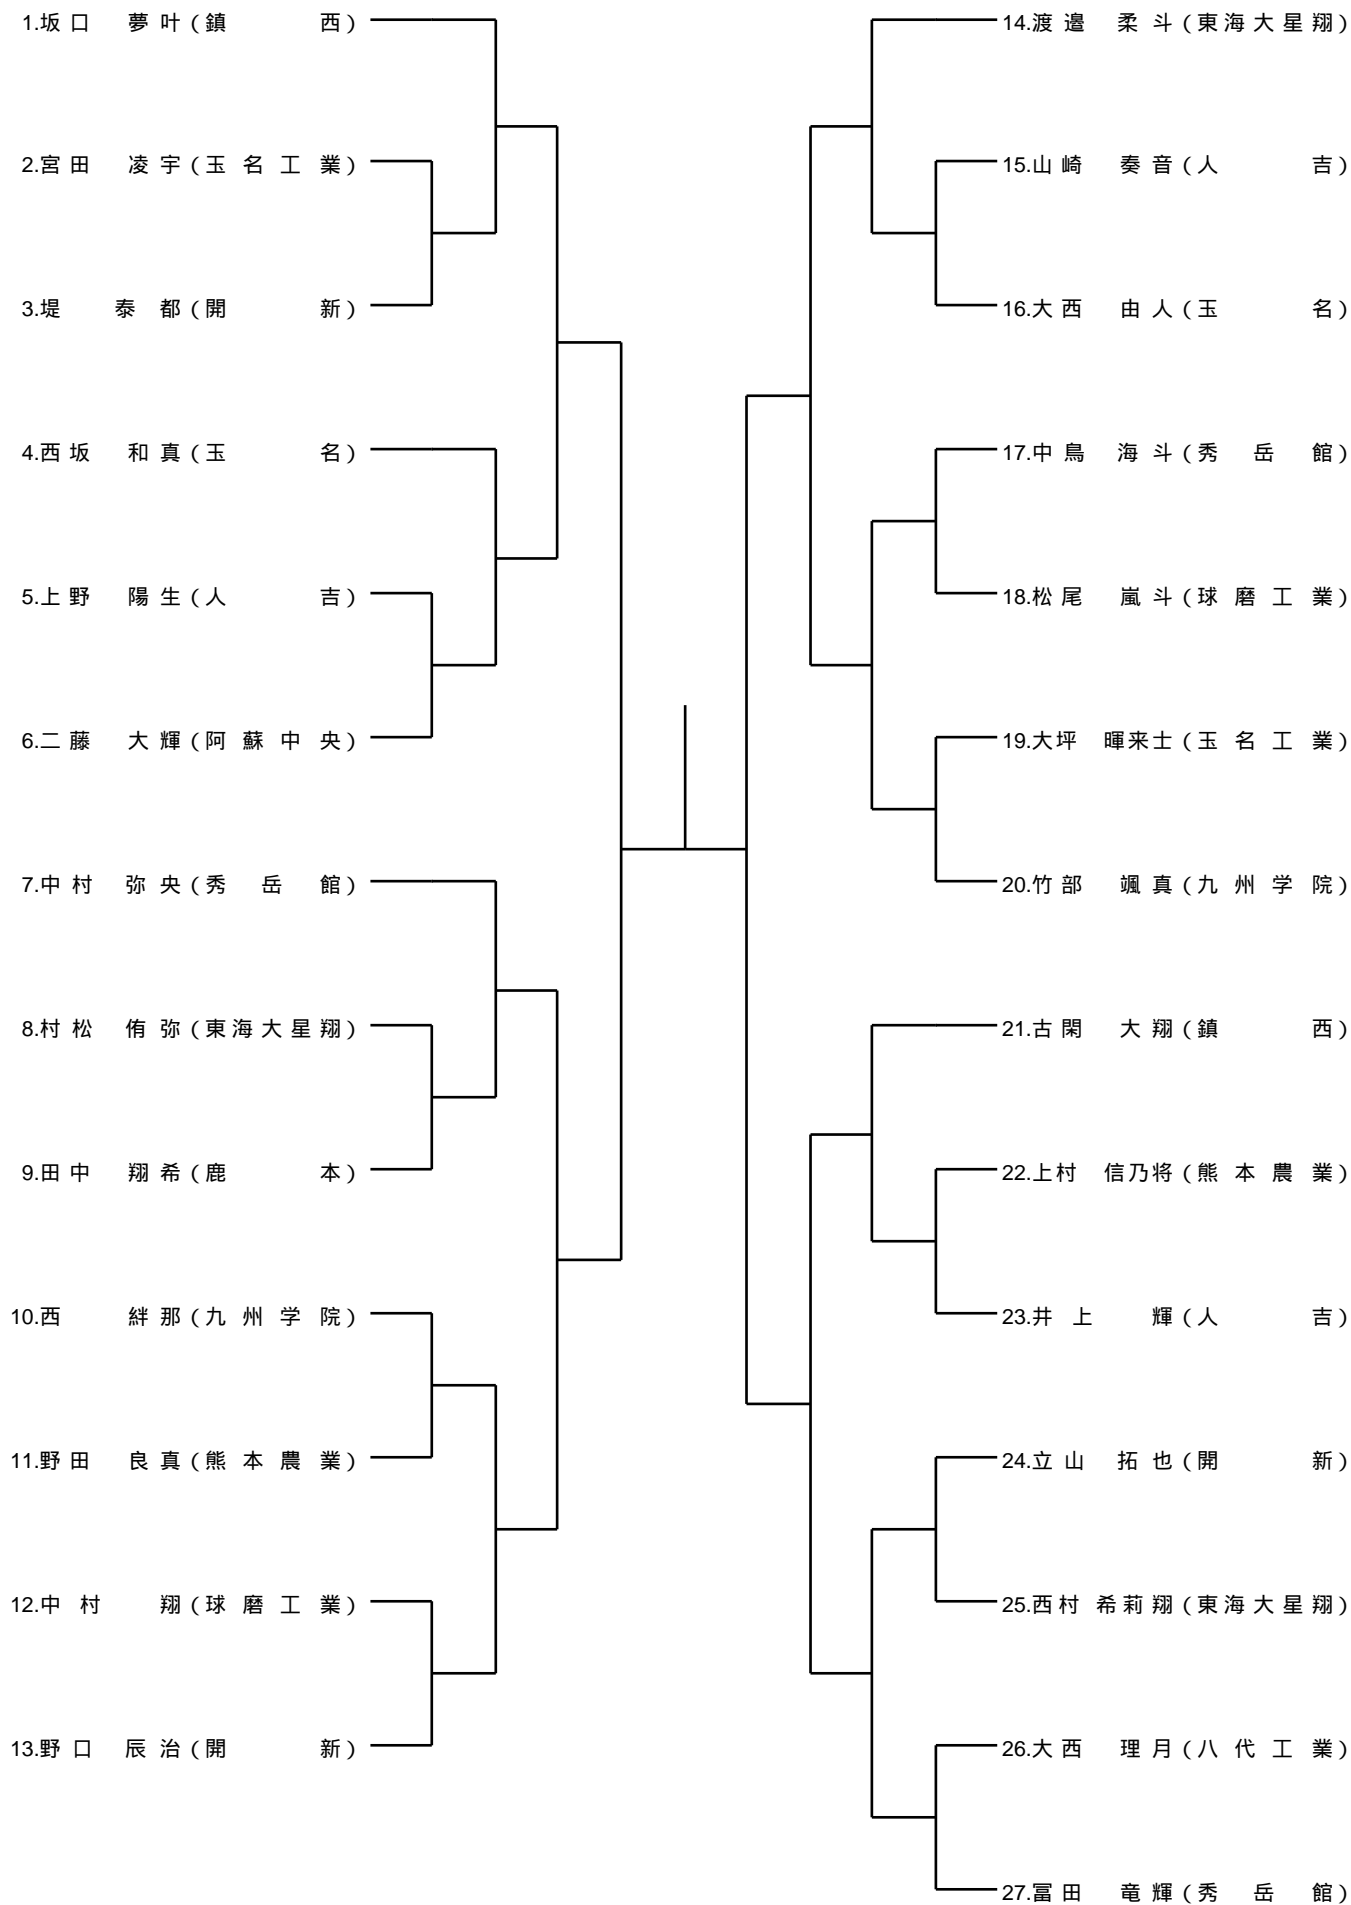 1.坂口 夢叶(鎮西)
2.宮田 凌宇(玉名工業)
3.堤 泰都(開新)
4.西坂 和真(玉名)
5.上野 陽生(人吉)
6.二藤 大輝(阿蘇中央)
7.中村 弥央(秀岳館)
8.村松 侑弥(東海大星翔)
9.田中 翔希(鹿本)
10.西 絆那(九州学院)
11.野田 良真(熊本農業)
12.中村 翔(球磨工業)
13.野口 辰治(開新)
14.渡邉 柔斗(東海大星翔)
15.山崎 奏音(人吉)
16.大西 由人(玉名)
17.中鳥 海斗(秀岳館)
18.松尾 嵐斗(球磨工業)
19.大坪 暉来士(玉名工業)
20.竹部 颯真(九州学院)
21.古閑 大翔(鎮西)
22.上村 信乃将(熊本農業)
23.井上 輝(人吉)
24.立山 拓也(開新)
25.西村 希莉翔(東海大星翔)
26.大西 理月(八代工業)
27.冨田 竜輝(秀岳館)